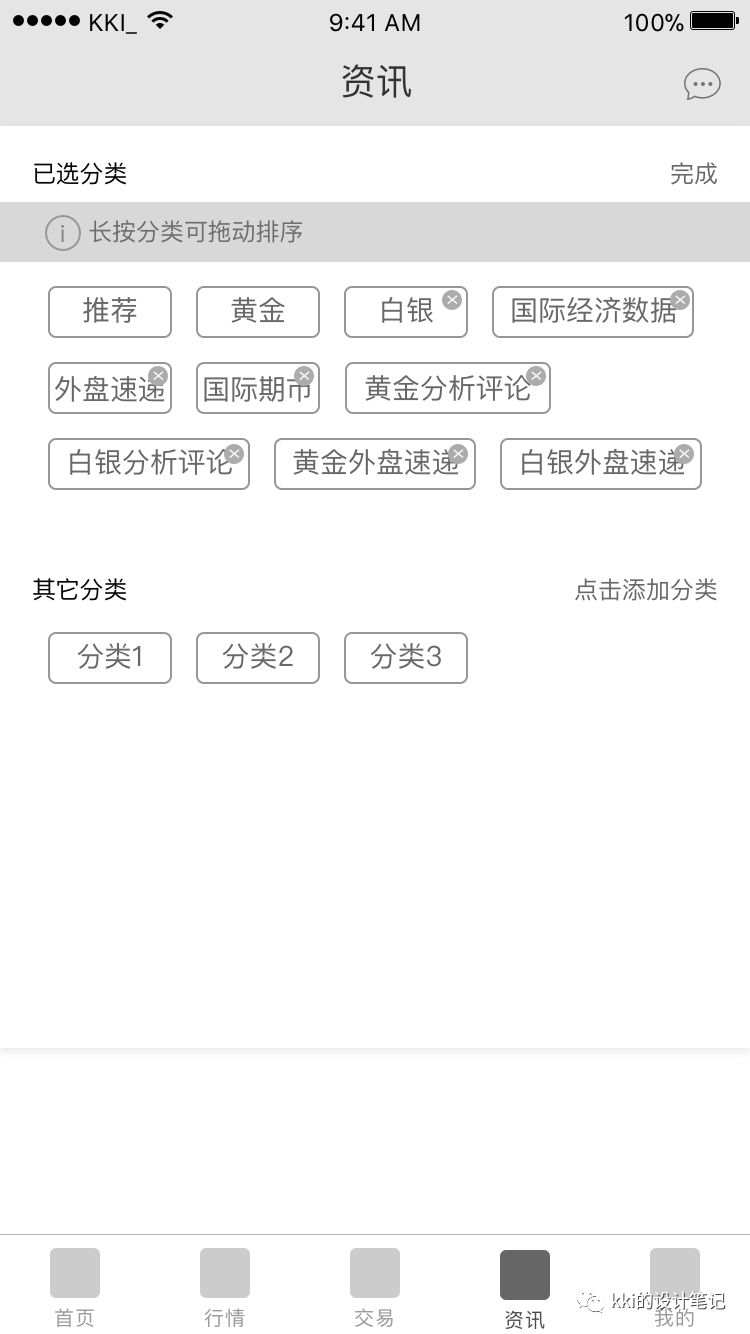 KKI_ 9:41 AM 100%
资讯
已选分类 完成
长按分类可拖动排序
推荐 黄金 白银 国际经济数据
外盘速递 国际期市 黄金分析评论
白银分析评论 黄金外盘速递 白银外盘速递
其它分类 点击添加分类
分类1 分类2 分类3
kki的设计笔记
首页 行情 交易 资讯 我的